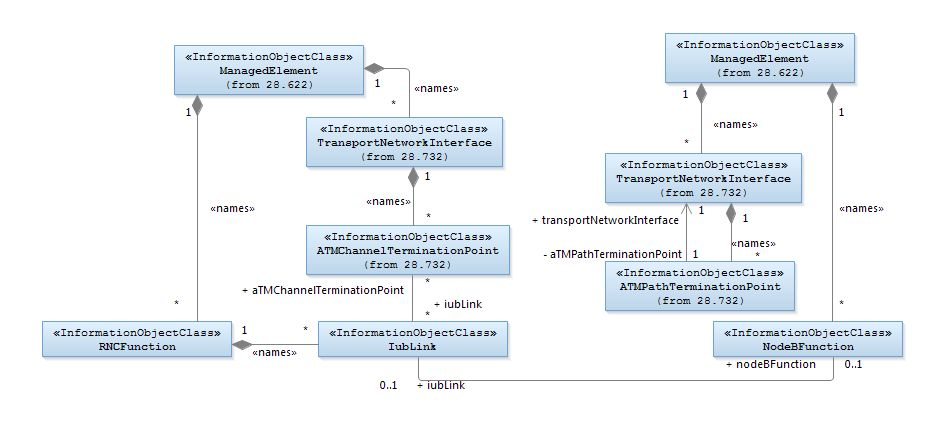 «InformationObjectClass»
ManagedElement
(from 28.622)
1
1
«names»
*
«InformationObjectClass»
TransportNetworkInterface
(from 28.732)
1
«names»
«names»
*
«InformationObjectClass»
ATMChannelTerminationPoint
(from 28.732)
*
+ aTMChannelTerminationPoint
+ iubLink
*
*
«InformationObjectClass»
RNCFunction
1
*
«names»
«InformationObjectClass»
IubLink
0..1
+ iubLink
«InformationObjectClass»
ManagedElement
(from 28.622)
1
1
«names»
*
«InformationObjectClass»
TransportNetworkInterface
(from 28.732)
«names»
+ transportNetworkInterface
1
1
«names»
- aTMPathTerminationPoint
1
*
«InformationObjectClass»
ATMPathTerminationPoint
(from 28.732)
*
«InformationObjectClass»
NodeBFunction
+ nodeBFunction
0..1